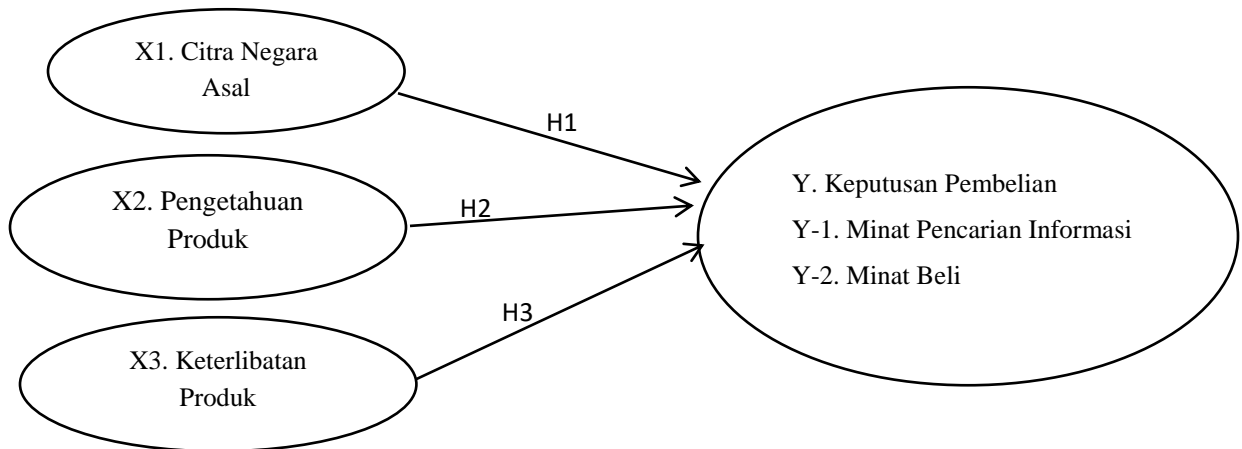 X1. Citra Negara
Asal
H1
X2. Pengetahuan
Produk
H2
X3. Keterlibatan
Produk
H3
Y. Keputusan Pembelian
Y-1. Minat Pencarian Informasi
Y-2. Minat Beli